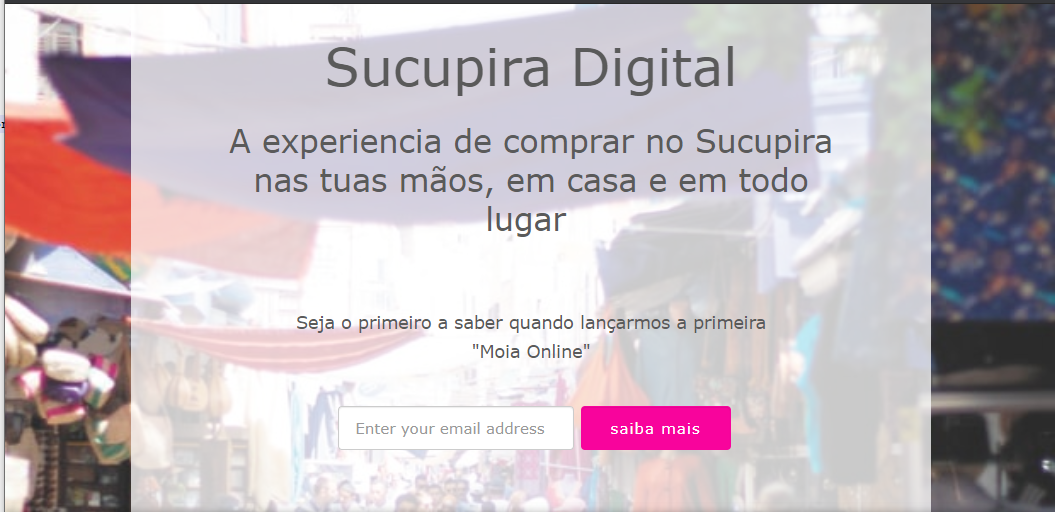 Sucupira Digital
A experiencia de comprar no Sucupira
nas tuas mãos, em casa e em todo
lugar
Seja o primeiro a saber quando lançarmos a primeira
"Moia Online"
Enter your email address
saiba mais